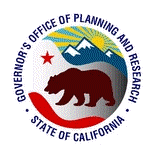 GOVERNOR'S OFFICE OF PLANNING AND RESEARCH
• STATE OF CALIFORNIA •